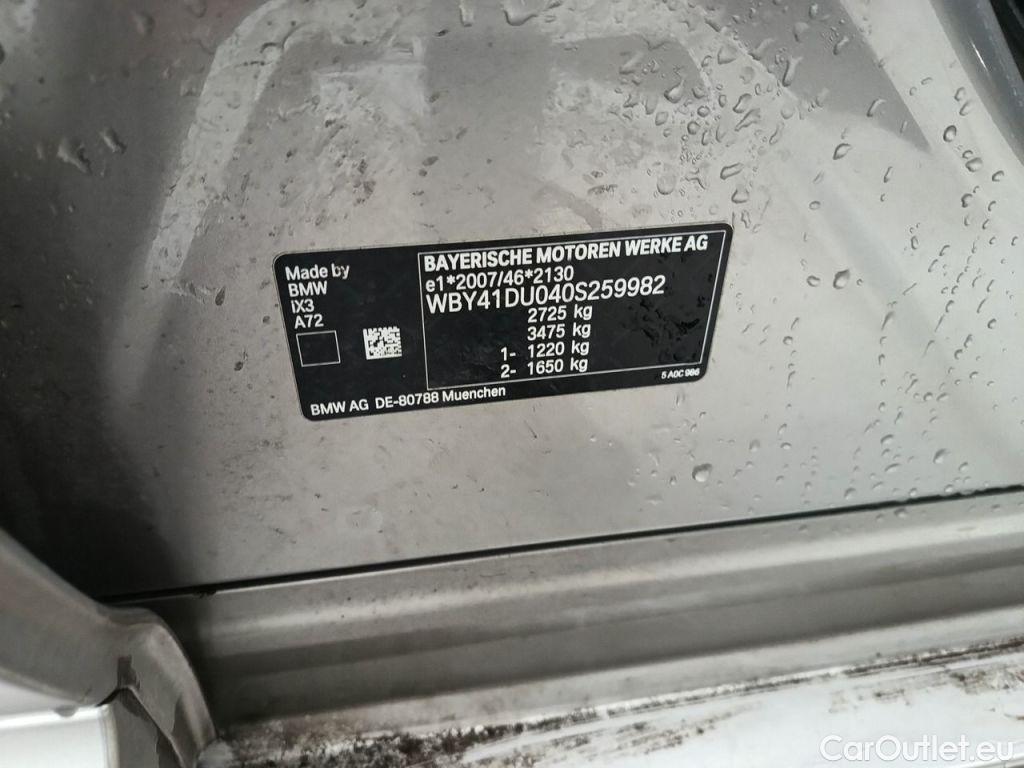 Made by
BMW
iX3
A72
BAYERISCHE MOTOREN WERKE AG
e1*2007/46*2130
WBY41DU040S259982
2725 kg
3475 kg
1- 1220 kg
2- 1650 kg
5 A0C 986
BMW AG DE-80788 Muenchen
CarOutlet.eu